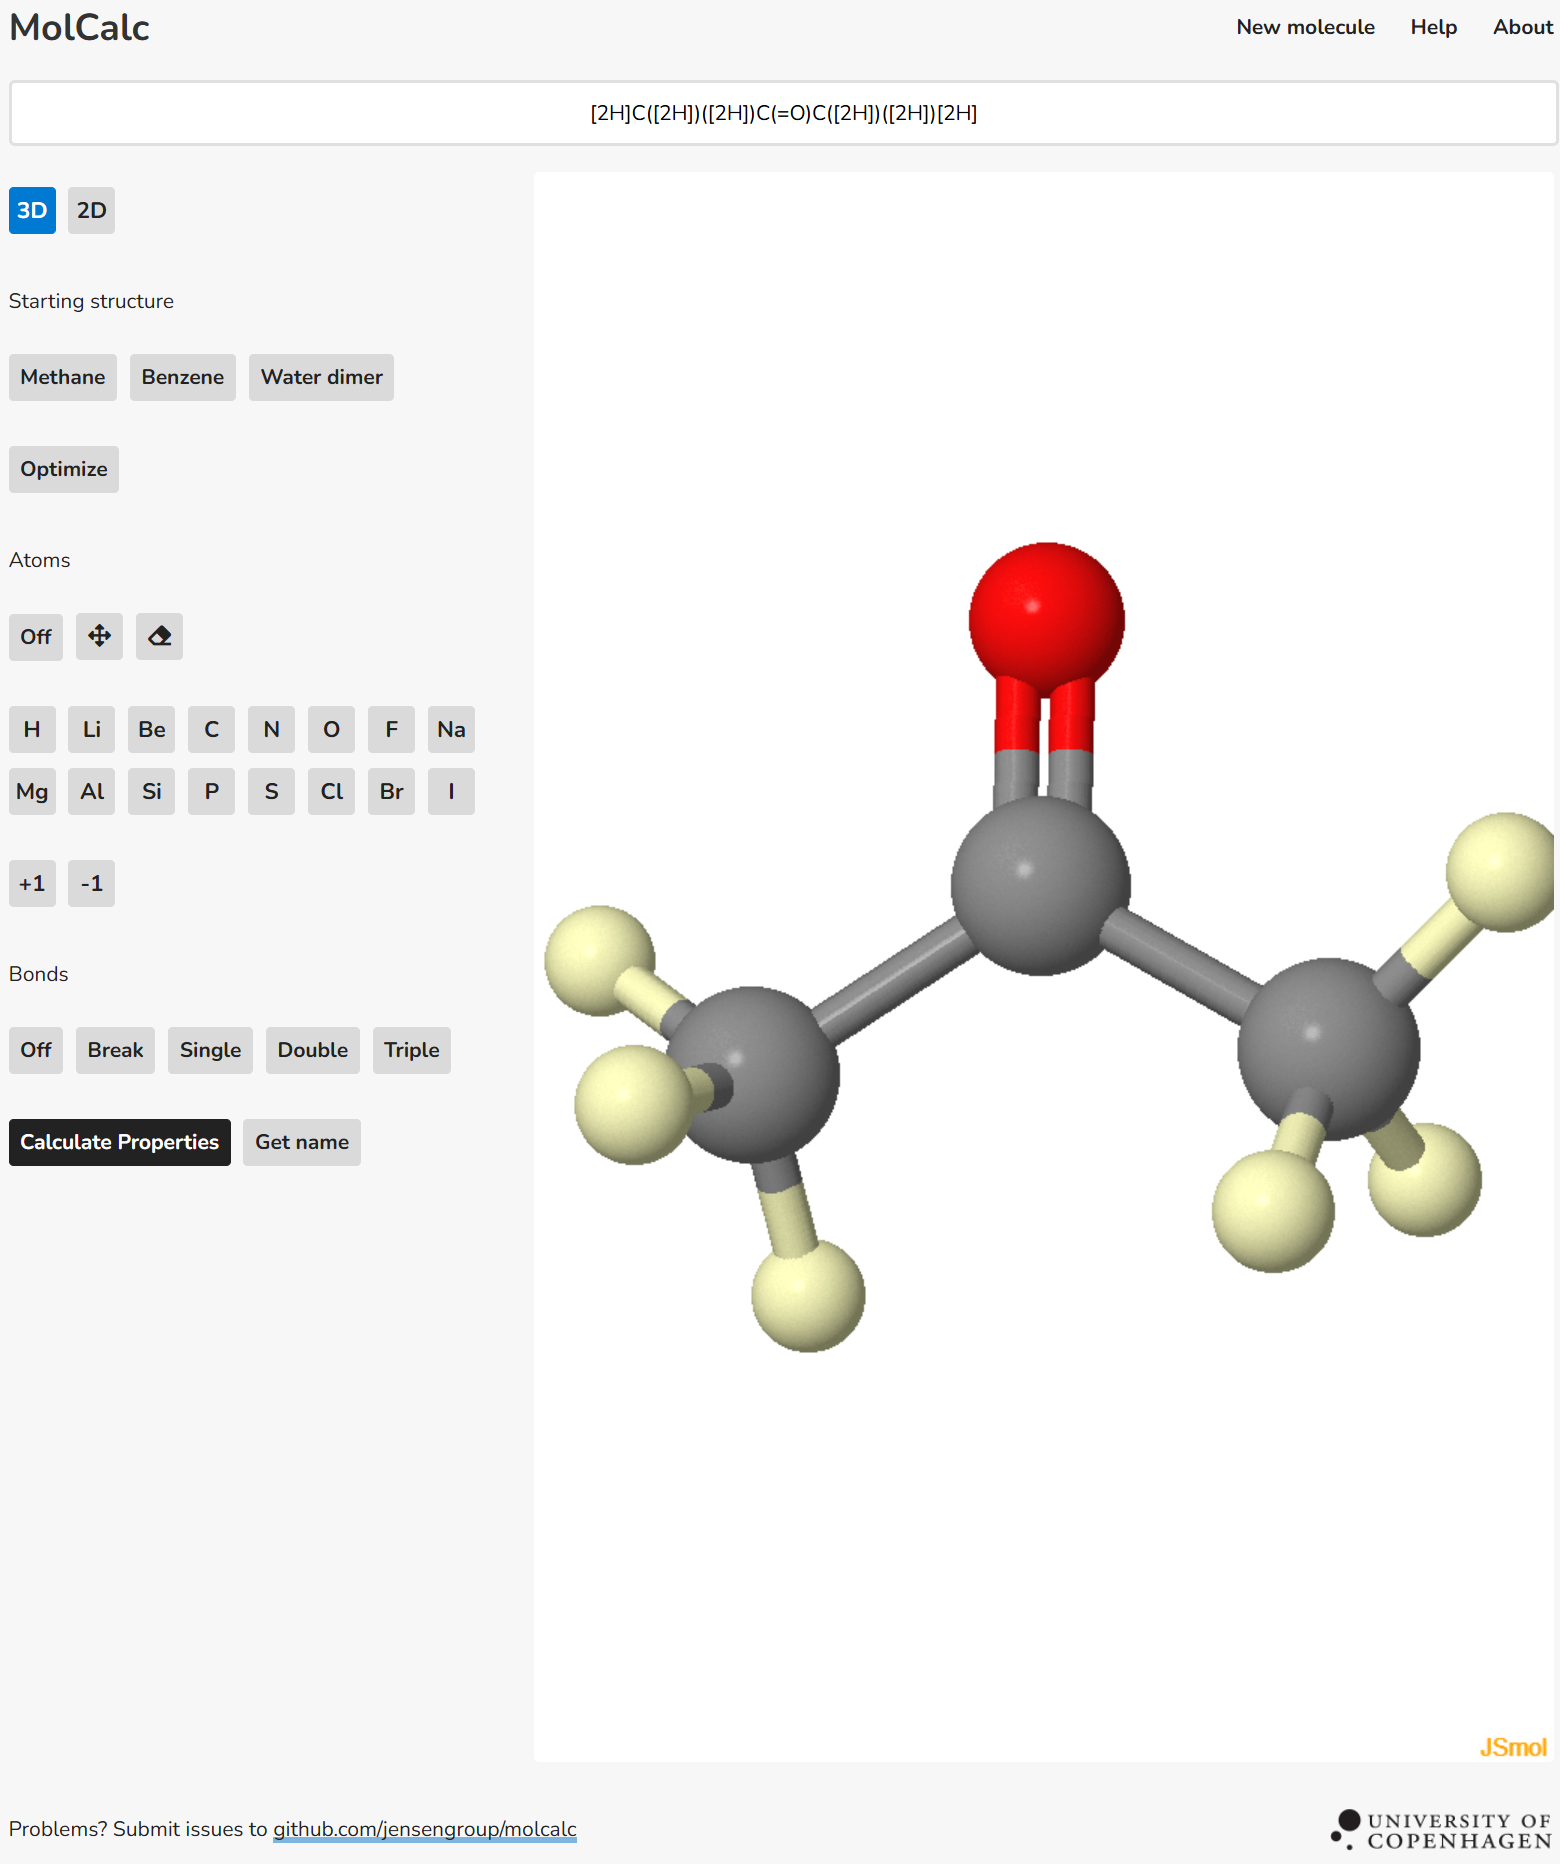 MolCalc
New molecule Help About
[2H]C([2H])([2H])C(=O)C([2H])([2H])[2H]
3D 2D
Starting structure
Methane Benzene Water dimer
Optimize
Atoms
Off
H Li Be C N O F Na
Mg Al Si P S Cl Br I
+1 -1
Bonds
Off Break Single Double Triple
Calculate Properties Get name
JSmol
Problems? Submit issues to github.com/jensengroup/molcalc
UNIVERSITY OF
COPENHAGEN